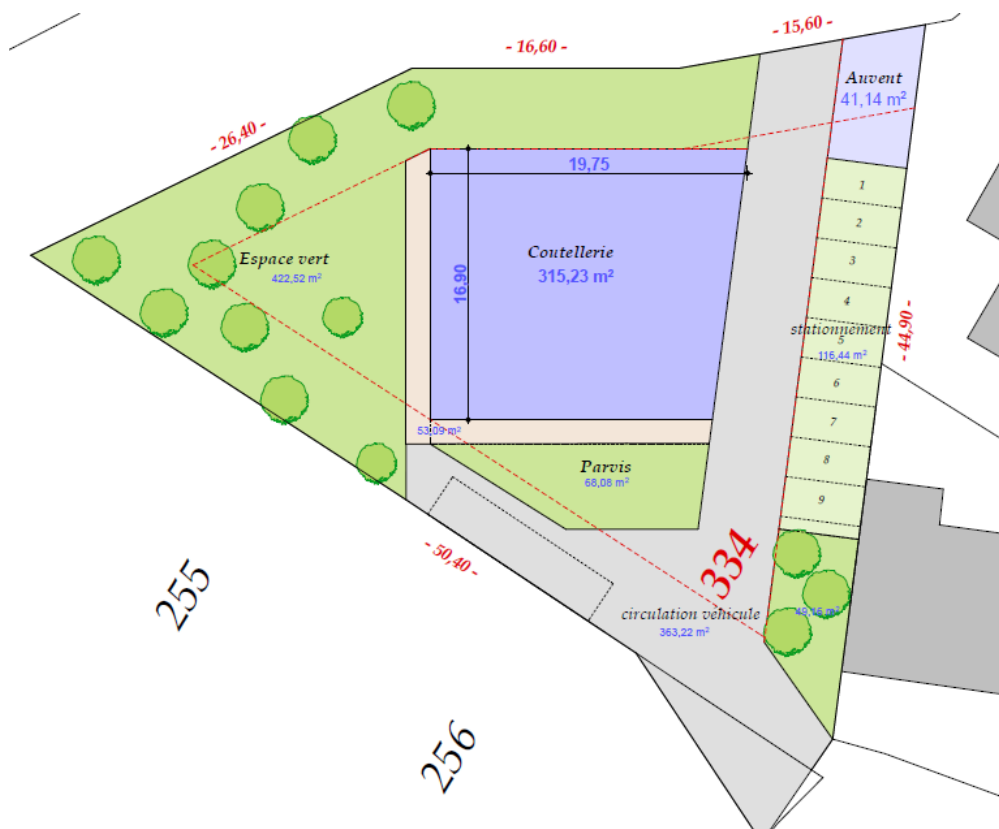 - 16,60 -
- 15,60 -
Auvent
41,14 m²
- 26,40 -
19,75
1
2
3
4
5
6
7
8
9
Espace vert
422,52 m²
Coutellerie
315,23 m²
16,90
stationnement
116,44 m²
- 44,90 -
53,09 m²
Parvis
68,08 m²
- 50,40 -
334
circulation véhicule
363,22 m²
49,16 m²
255
256